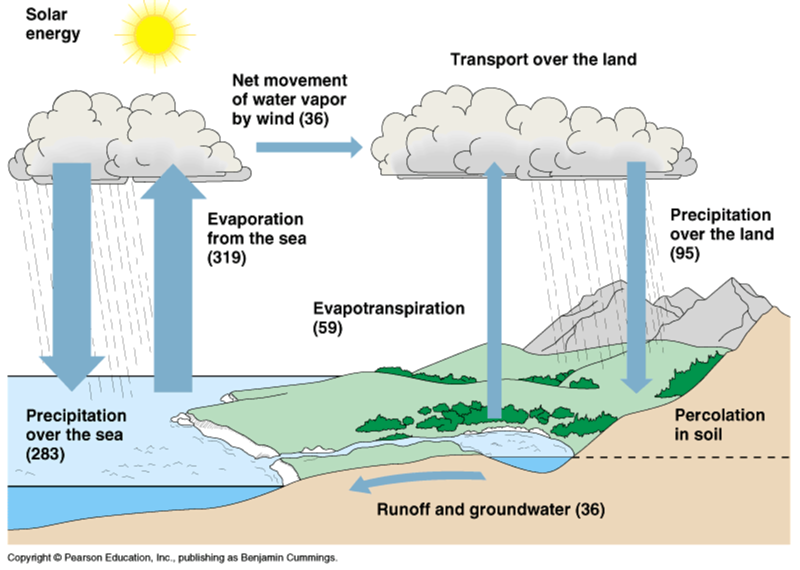 Solar
energy
Transport over the land
Net movement
of water vapor
by wind (36)
Evaporation
from the sea
(319)
Precipitation
over the land
(95)
Evapotranspiration
(59)
Precipitation
over the sea
(283)
Percolation
in soil
Runoff and groundwater (36)
Copyright © Pearson Education, Inc., publishing as Benjamin Cummings.